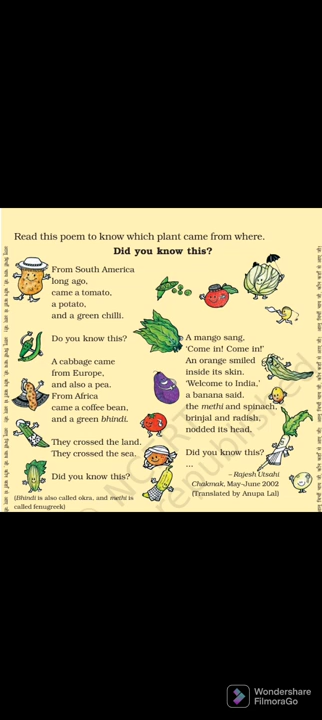 Read this poem to know which plant came from where.
Did you know this?
From South America
long ago,
came a tomato,
a potato,
and a green chilli.
Do you know this?
A cabbage came
from Europe,
and also a pea.
From Africa
came a coffee bean,
and a green bhindi.
They crossed the land.
They crossed the sea.
Did you know this?
(Bhindi is also called okra, and methi is
called fenugreek)
A mango sang,
'Come in! Come in!'
An orange smiled
inside its skin.
'Welcome to India,'
a banana said,
the methi and spinach,
brinjal and radish,
nodded its head.
Did you know this?
...
– Rajesh Utsahi
Chakmak, May-June 2002
(Translated by Anupa Lal)
Wondershare
FilmoraGo